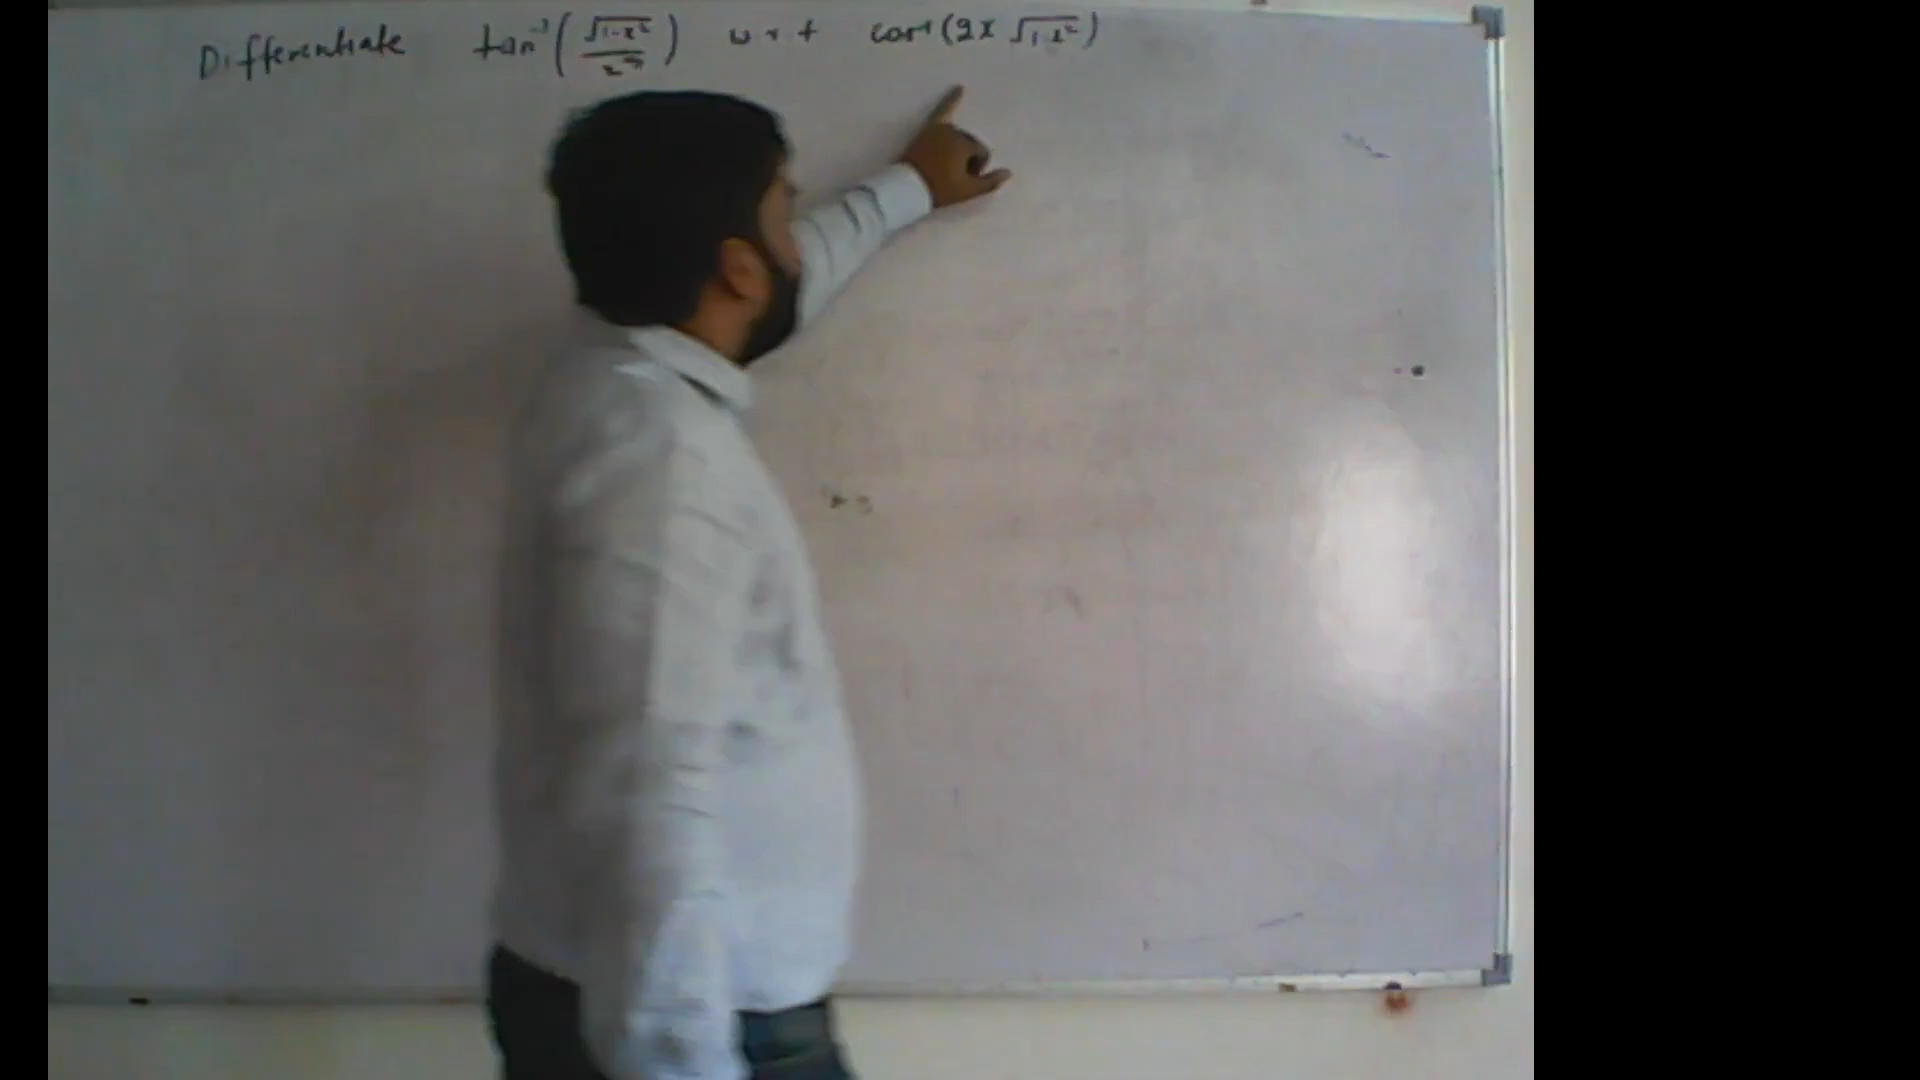 Differentiate tan⁻¹(√1-x² / x) w r t cos⁻¹(2x √1-x²)